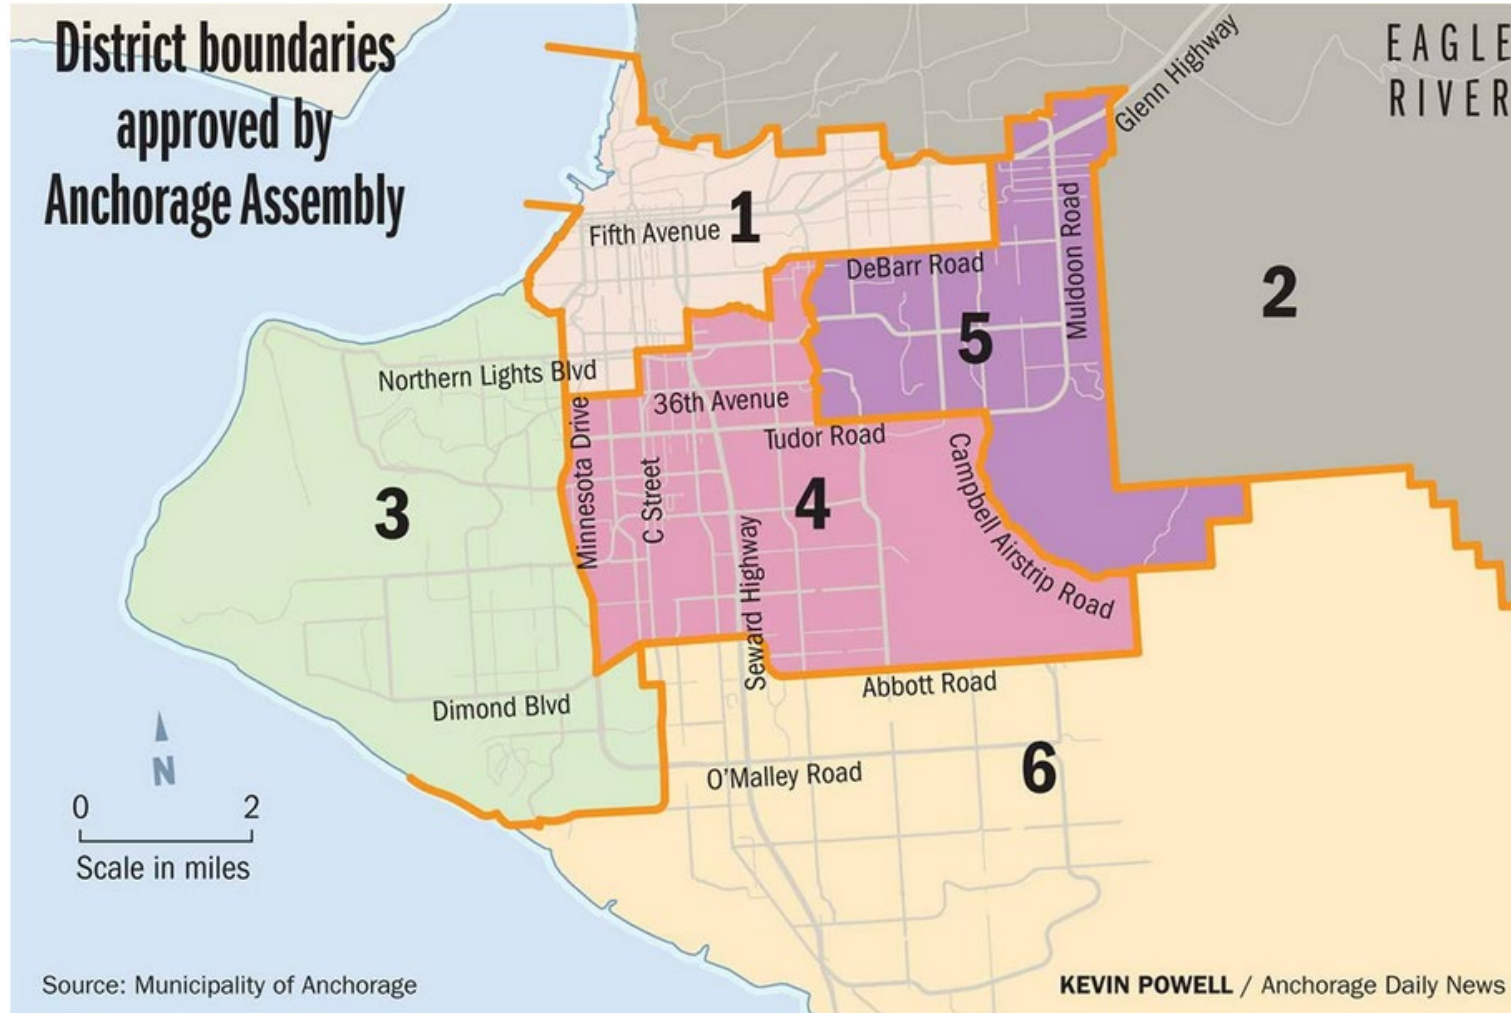 District boundaries
approved by
Anchorage Assembly
EAGLE
RIVER
Glenn Highway
1
Fifth Avenue
Muldoon Road
DeBarr Road
2
5
Northern Lights Blvd
36th Avenue
Minnesota Drive
Tudor Road
C Street
Campbell Airstrip Road
3
4
Seward Highway
Abbott Road
Dimond Blvd
O'Malley Road
6
N
0 2
Scale in miles
Source: Municipality of Anchorage
KEVIN POWELL / Anchorage Daily News